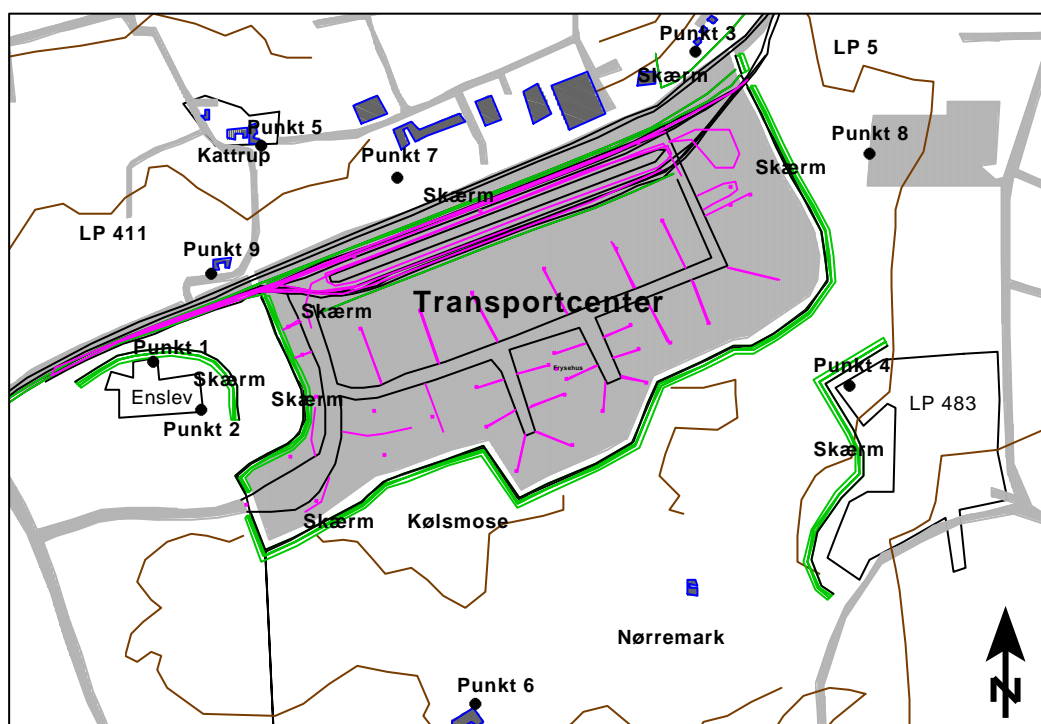 Punkt 3
LP 5
Skærm
Punkt 5
Punkt 8
Kattrup
Punkt 7
Skærm
Skærm
LP 411
Punkt 9
Transportcenter
Skærm
Punkt 1
Frysehus
Skærm
Punkt 4
Enslev
Skærm
LP 483
Punkt 2
Skærm
Skærm
Kølsmose
Nørremark
Punkt 6
N